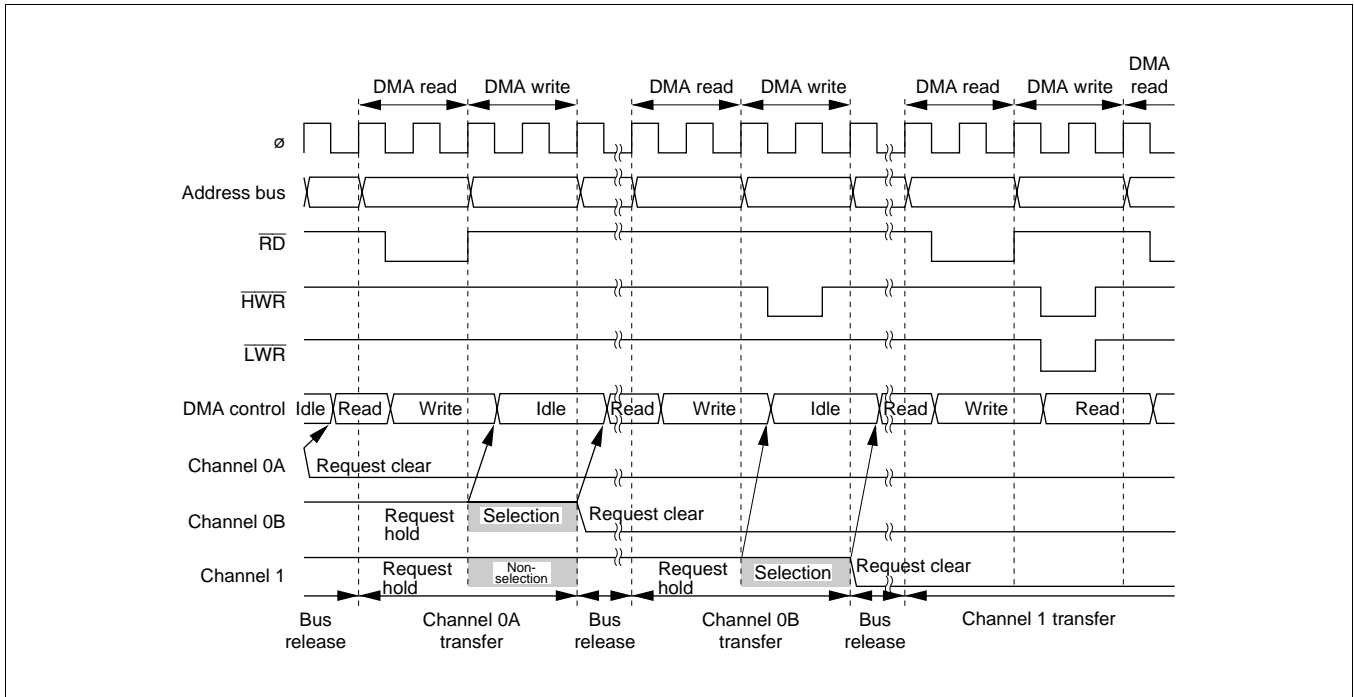 DMA read
DMA write
DMA read
DMA write
DMA read
DMA write
DMA
read
ø
Address bus
RD
HWR
LWR
DMA control
Idle
Read
Write
Idle
Read
Write
Idle
Read
Write
Read
Channel 0A
Request clear
Channel 0B
Request
hold
Selection
Request clear
Channel 1
Request
hold
Non-
selection
Request
hold
Selection
Request clear
Bus
release
Channel 0A
transfer
Bus
release
Channel 0B
transfer
Bus
release
Channel 1 transfer